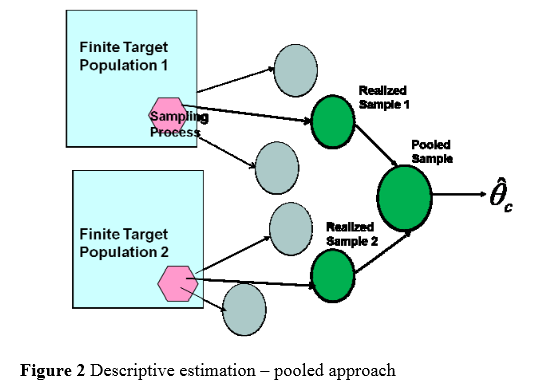 Finite Target
Population 1
Sampling
Process
Realized
Sample 1
Pooled
Sample
θ̂c
Finite Target
Population 2
Realized
Sample 2
Figure 2 Descriptive estimation – pooled approach